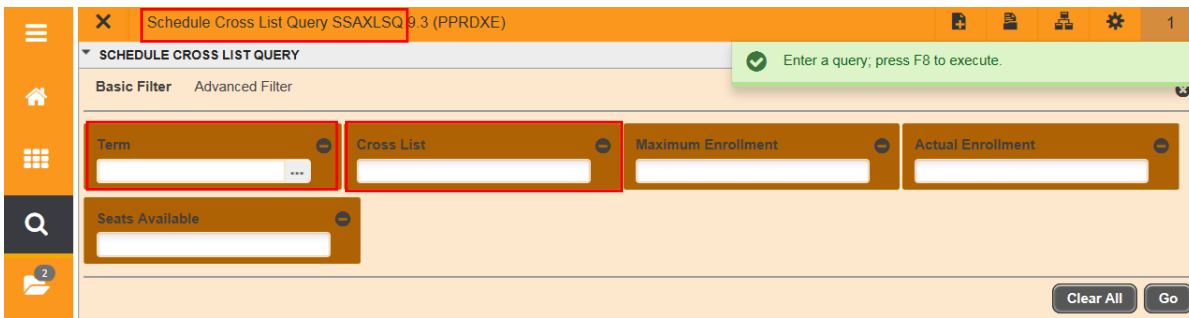 Schedule Cross List Query SSAXLSQ 9.3 (PPRDXE)
1
SCHEDULE CROSS LIST QUERY
Enter a query; press F8 to execute.
Basic Filter Advanced Filter
Term
Cross List
Maximum Enrollment
Actual Enrollment
...
Seats Available
2
Clear All
Go